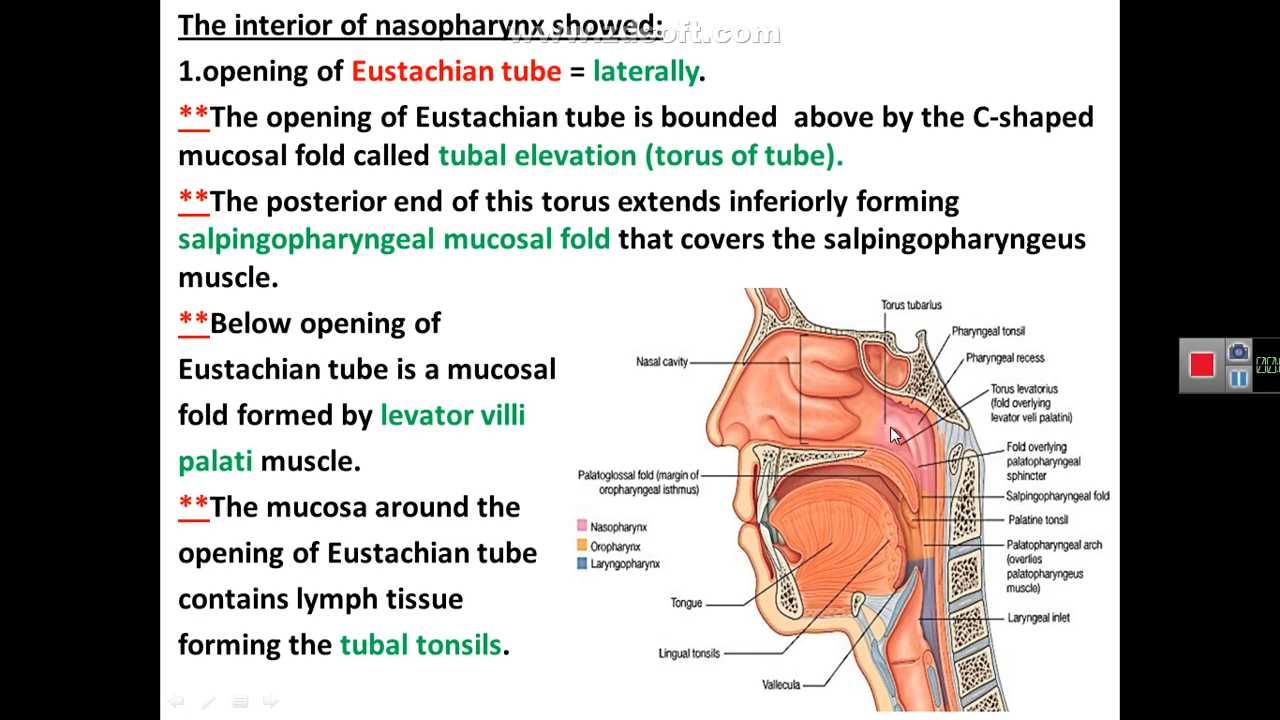 The interior of nasopharynx showed:
www.zdsoft.com
1.opening of Eustachian tube = laterally.
**The opening of Eustachian tube is bounded above by the C-shaped
mucosal fold called tubal elevation (torus of tube).
**The posterior end of this torus extends inferiorly forming
salpingopharyngeal mucosal fold that covers the salpingopharyngeus
muscle.
**Below opening of
Eustachian tube is a mucosal
fold formed by levator villi
palati muscle.
**The mucosa around the
opening of Eustachian tube
contains lymph tissue
forming the tubal tonsils.
Torus tubarius
Pharyngeal tonsil
Nasal cavity
Pharyngeal recess
Torus levatorius
(fold overlying
levator veli palatini)
Fold overlying
palatopharyngeal
sphincter
Palatoglossal fold (margin of
oropharyngeal isthmus)
Salpingopharyngeal fold
Palatine tonsil
Nasopharynx
Oropharynx
Laryngopharynx
Palatopharyngeal arch
(overlies
palatopharyngeus
muscle)
Tongue
Laryngeal inlet
Lingual tonsils
Vallecula